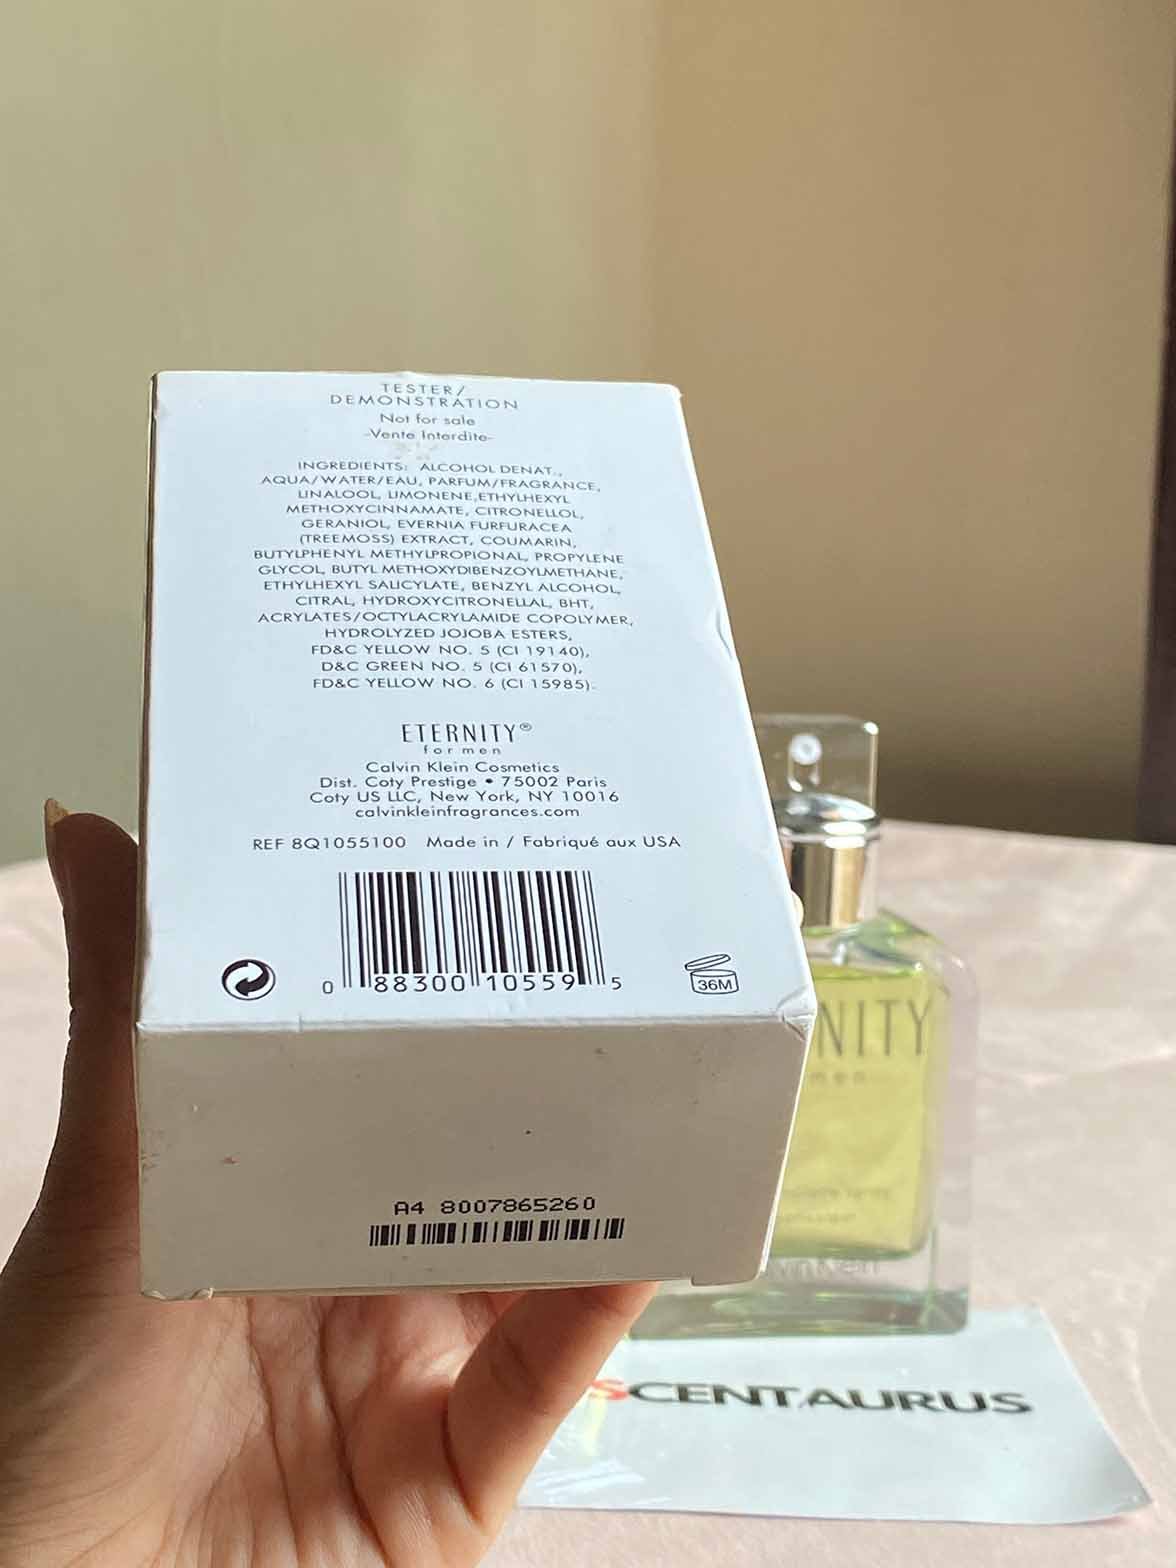 TESTER/
DEMONSTRATION
Not for sale
-Vente Interdite-
INGREDIENTS: ALCOHOL DENAT.,
AQUA/WATER/EAU, PARFUM/FRAGRANCE,
LINALOOL, LIMONENE, ETHYLHEXYL
METHOXYCINNAMATE, CITRONELLOL,
GERANIOL, EVERNIA FURFURACEA
(TREEMOSS) EXTRACT, COUMARIN,
BUTYLPHENYL METHYLPROPIONAL, PROPYLENE
GLYCOL, BUTYL METHOXYDIBENZOYLMETHANE,
ETHYLHEXYL SALICYLATE, BENZYL ALCOHOL,
CITRAL, HYDROXYCITRONELLAL, BHT,
ACRYLATES/OCTYLACRYLAMIDE COPOLYMER,
HYDROLYZED JOJOBA ESTERS,
FD&C YELLOW NO. 5 (CI 19140),
D&C GREEN NO. 5 (CI 61570),
FD&C YELLOW NO. 6 (CI 15985).
ETERNITY®
for men
Calvin Klein Cosmetics
Dist. Coty Prestige • 75002 Paris
Coty US LLC, New York, NY 10016
calvinkleinfragrances.com
REF 8Q1055100 Made in / Fabriqué aux USA
0 88300 10559 5
36M
A4 8007865260
NITY
men
SCENTAURUS